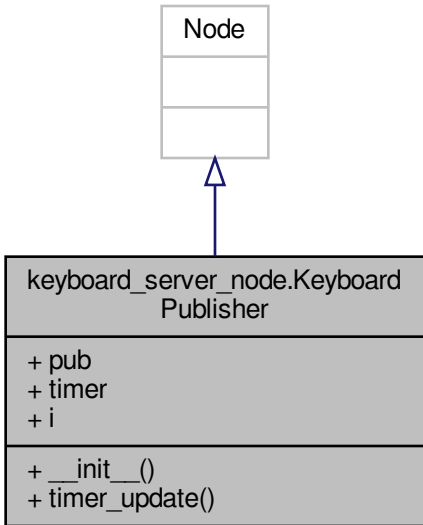 Node
keyboard_server_node.Keyboard
Publisher
+ pub
+ timer
+ i
+ __init__()
+ timer_update()